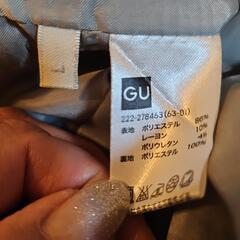 L
GU
222-278463(63-01)
表地 ポリエステル 86%
レーヨン 10%
ポリウレタン 4%
裏地 ポリエステル 100%